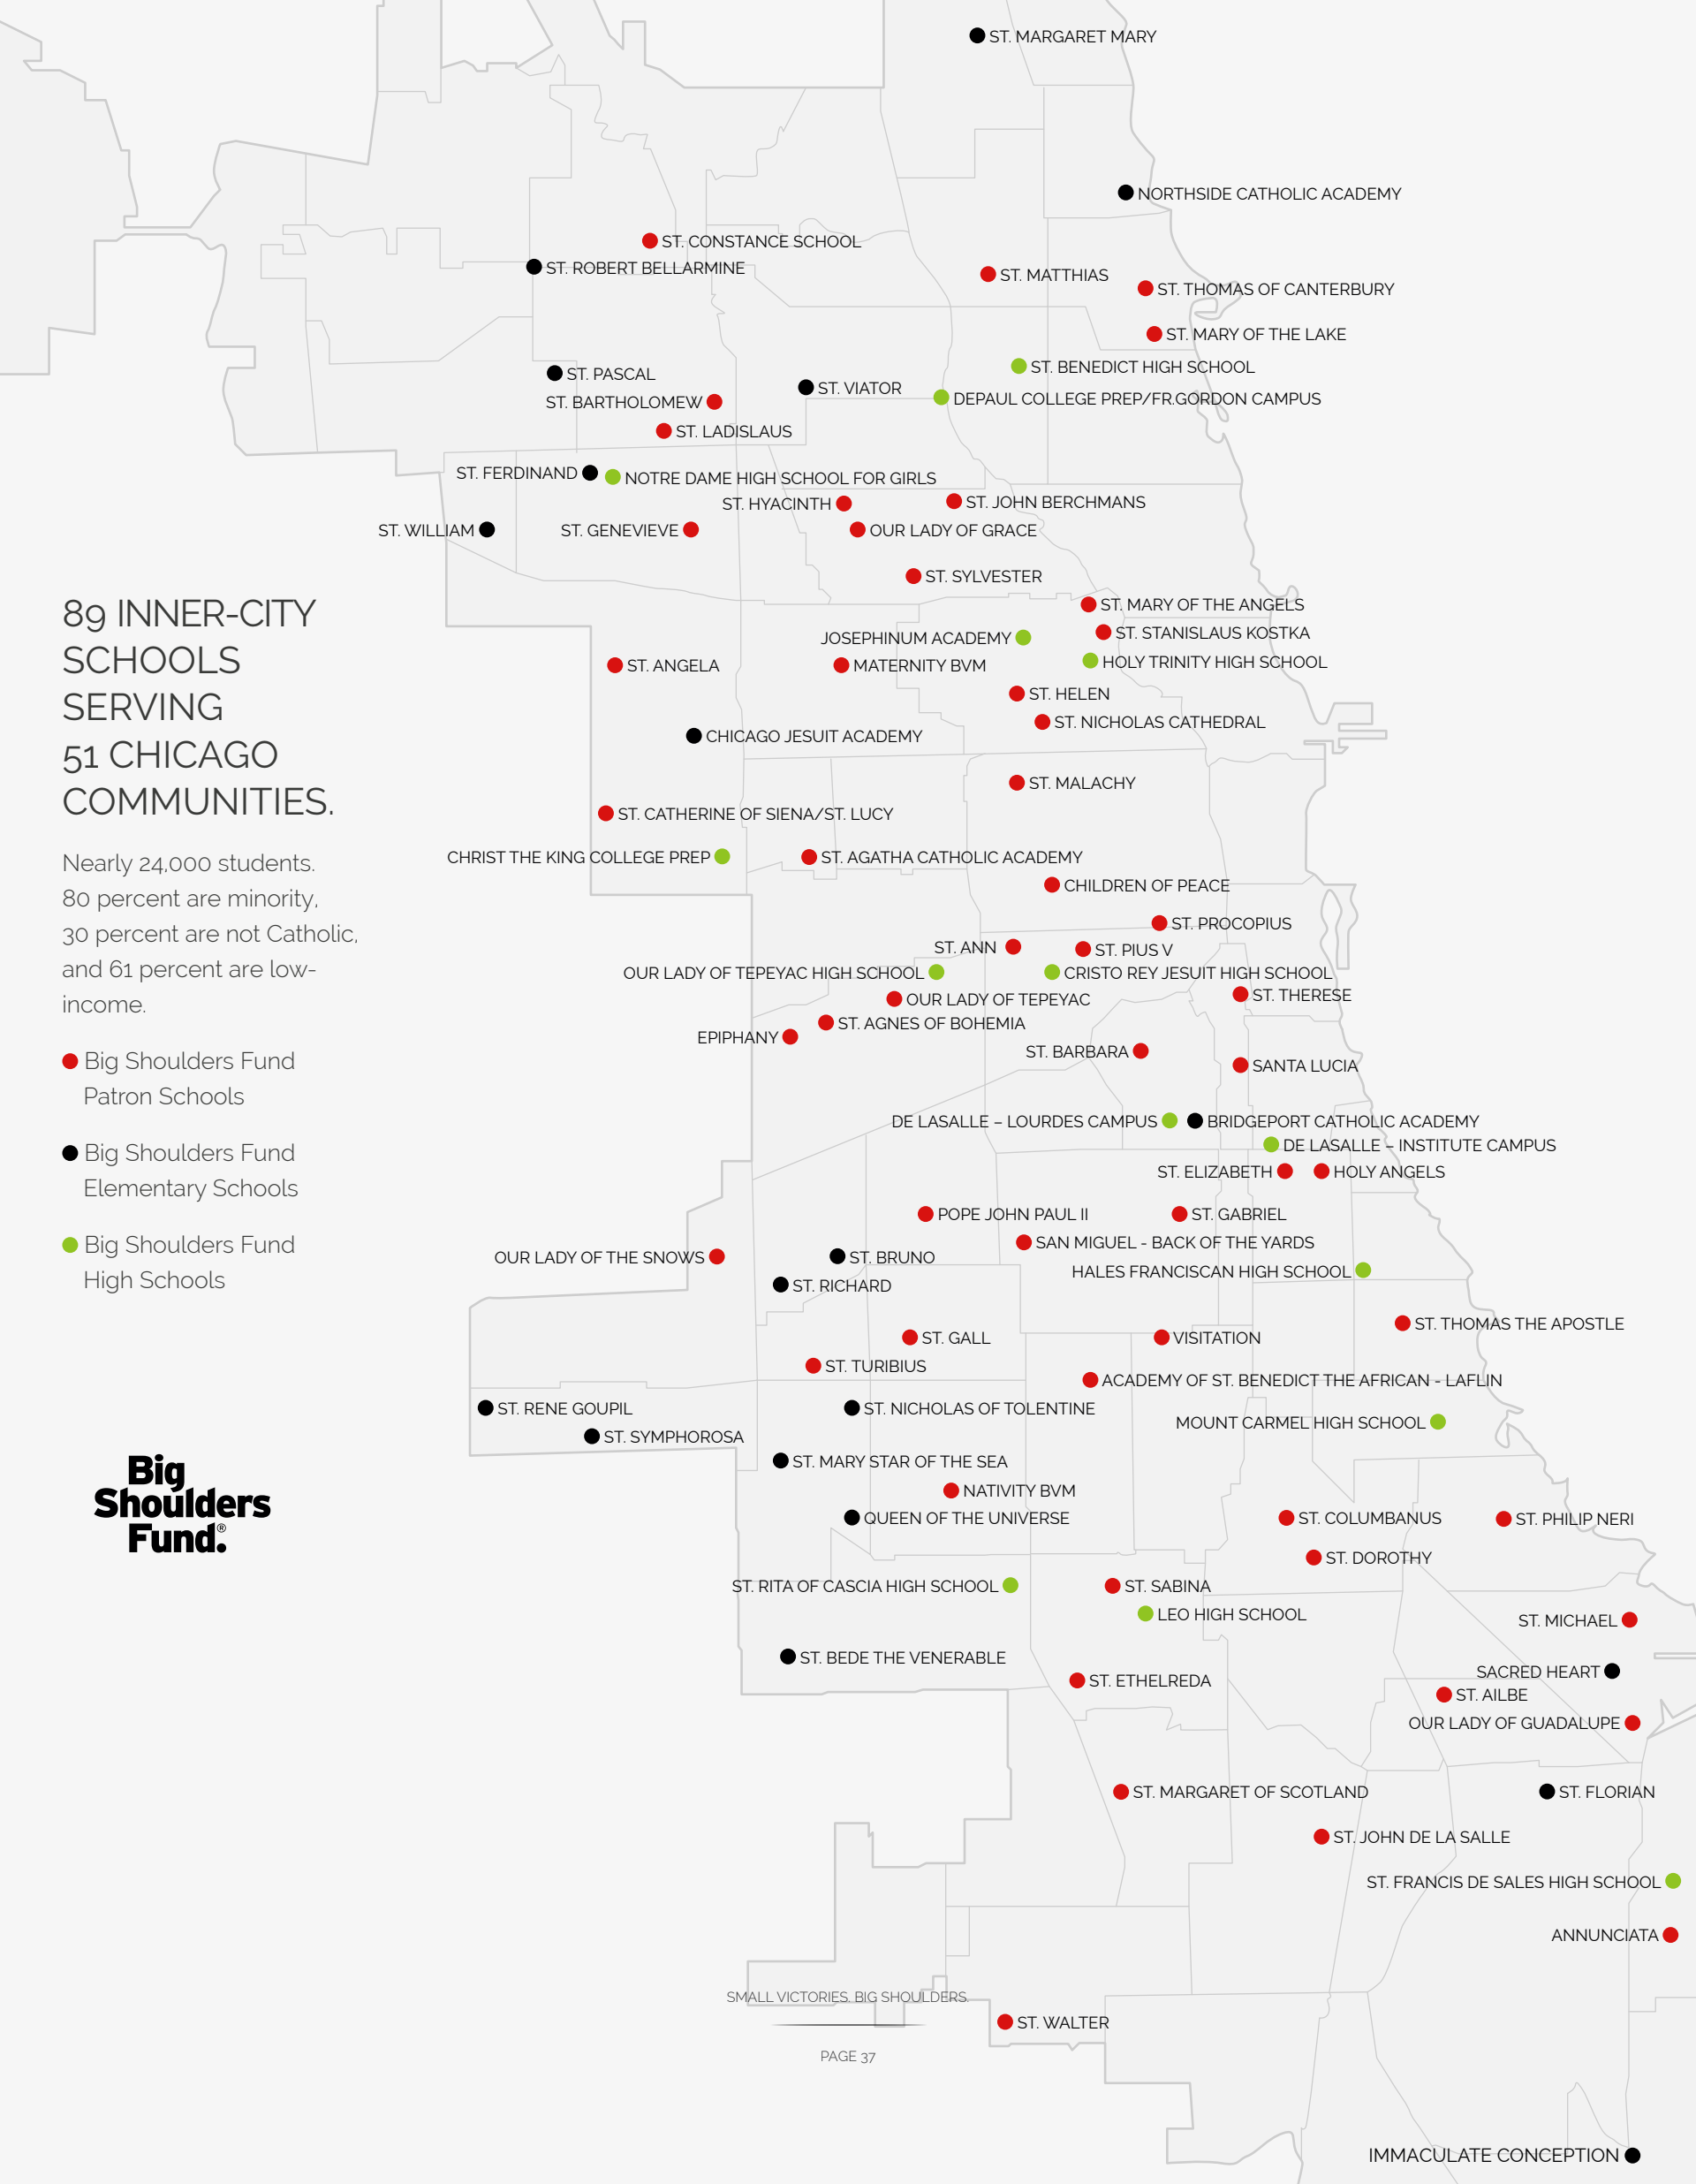 ST. MARGARET MARY
NORTHSIDE CATHOLIC ACADEMY
ST. CONSTANCE SCHOOL
ST. ROBERT BELLARMINE
ST. MATTHIAS
ST. THOMAS OF CANTERBURY
ST. MARY OF THE LAKE
ST. BENEDICT HIGH SCHOOL
ST. PASCAL
ST. VIATOR
DEPAUL COLLEGE PREP/FR.GORDON CAMPUS
ST. BARTHOLOMEW
ST. LADISLAUS
ST. FERDINAND
NOTRE DAME HIGH SCHOOL FOR GIRLS
ST. HYACINTH
ST. JOHN BERCHMANS
ST. WILLIAM
ST. GENEVIEVE
OUR LADY OF GRACE
ST. SYLVESTER
ST. MARY OF THE ANGELS
ST. STANISLAUS KOSTKA
JOSEPHINUM ACADEMY
HOLY TRINITY HIGH SCHOOL
ST. ANGELA
MATERNITY BVM
ST. HELEN
ST. NICHOLAS CATHEDRAL
CHICAGO JESUIT ACADEMY
ST. MALACHY
ST. CATHERINE OF SIENA/ST. LUCY
CHRIST THE KING COLLEGE PREP
ST. AGATHA CATHOLIC ACADEMY
CHILDREN OF PEACE
ST. PROCOPIUS
ST. ANN
ST. PIUS V
OUR LADY OF TEPEYAC HIGH SCHOOL
CRISTO REY JESUIT HIGH SCHOOL
ST. THERESE
OUR LADY OF TEPEYAC
ST. AGNES OF BOHEMIA
EPIPHANY
ST. BARBARA
SANTA LUCIA
DE LASALLE – LOURDES CAMPUS
BRIDGEPORT CATHOLIC ACADEMY
DE LASALLE – INSTITUTE CAMPUS
ST. ELIZABETH
HOLY ANGELS
POPE JOHN PAUL II
ST. GABRIEL
SAN MIGUEL - BACK OF THE YARDS
OUR LADY OF THE SNOWS
ST. BRUNO
HALES FRANCISCAN HIGH SCHOOL
ST. RICHARD
ST. THOMAS THE APOSTLE
ST. GALL
VISITATION
ST. TURIBIUS
ACADEMY OF ST. BENEDICT THE AFRICAN - LAFLIN
ST. RENE GOUPIL
ST. NICHOLAS OF TOLENTINE
MOUNT CARMEL HIGH SCHOOL
ST. SYMPHOROSA
ST. MARY STAR OF THE SEA
NATIVITY BVM
QUEEN OF THE UNIVERSE
ST. COLUMBANUS
ST. PHILIP NERI
ST. DOROTHY
ST. RITA OF CASCIA HIGH SCHOOL
ST. SABINA
LEO HIGH SCHOOL
ST. MICHAEL
ST. BEDE THE VENERABLE
SACRED HEART
ST. ETHELREDA
ST. AILBE
OUR LADY OF GUADALUPE
ST. MARGARET OF SCOTLAND
ST. FLORIAN
ST. JOHN DE LA SALLE
ST. FRANCIS DE SALES HIGH SCHOOL
ANNUNCIATA
ST. WALTER
IMMACULATE CONCEPTION
89 INNER-CITY
SCHOOLS
SERVING
51 CHICAGO
COMMUNITIES.
Nearly 24,000 students.
80 percent are minority,
30 percent are not Catholic,
and 61 percent are low-
income.
Big Shoulders Fund
Patron Schools
Big Shoulders Fund
Elementary Schools
Big Shoulders Fund
High Schools
Big
Shoulders
Fund.®
SMALL VICTORIES. BIG SHOULDERS.
PAGE 37